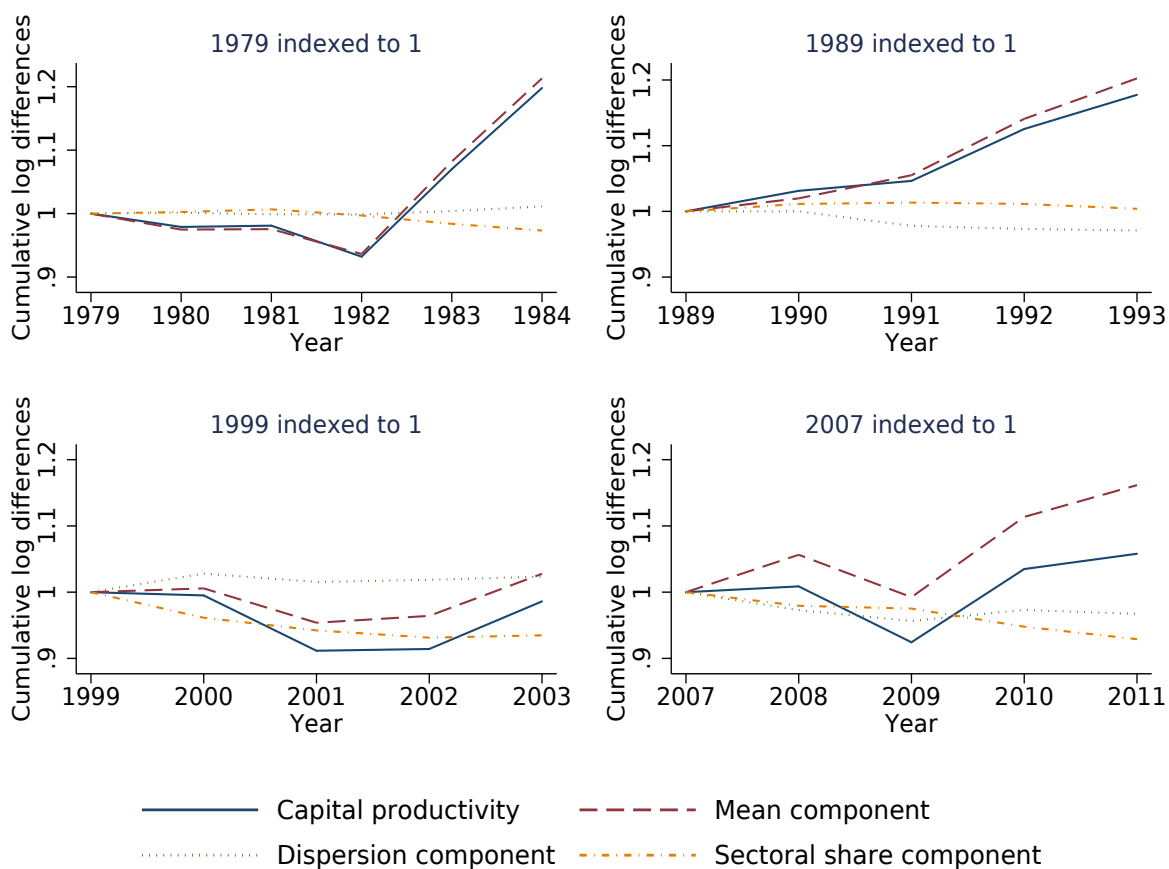 1979 indexed to 1
Cumulative log differences
1.2
1.1
1
.9
1979 1980 1981 1982 1983 1984
Year
1989 indexed to 1
Cumulative log differences
1.2
1.1
1
.9
1989 1990 1991 1992 1993
Year
1999 indexed to 1
Cumulative log differences
1.2
1.1
1
.9
1999 2000 2001 2002 2003
Year
2007 indexed to 1
Cumulative log differences
1.2
1.1
1
.9
2007 2008 2009 2010 2011
Year
Capital productivity
Mean component
Dispersion component
Sectoral share component